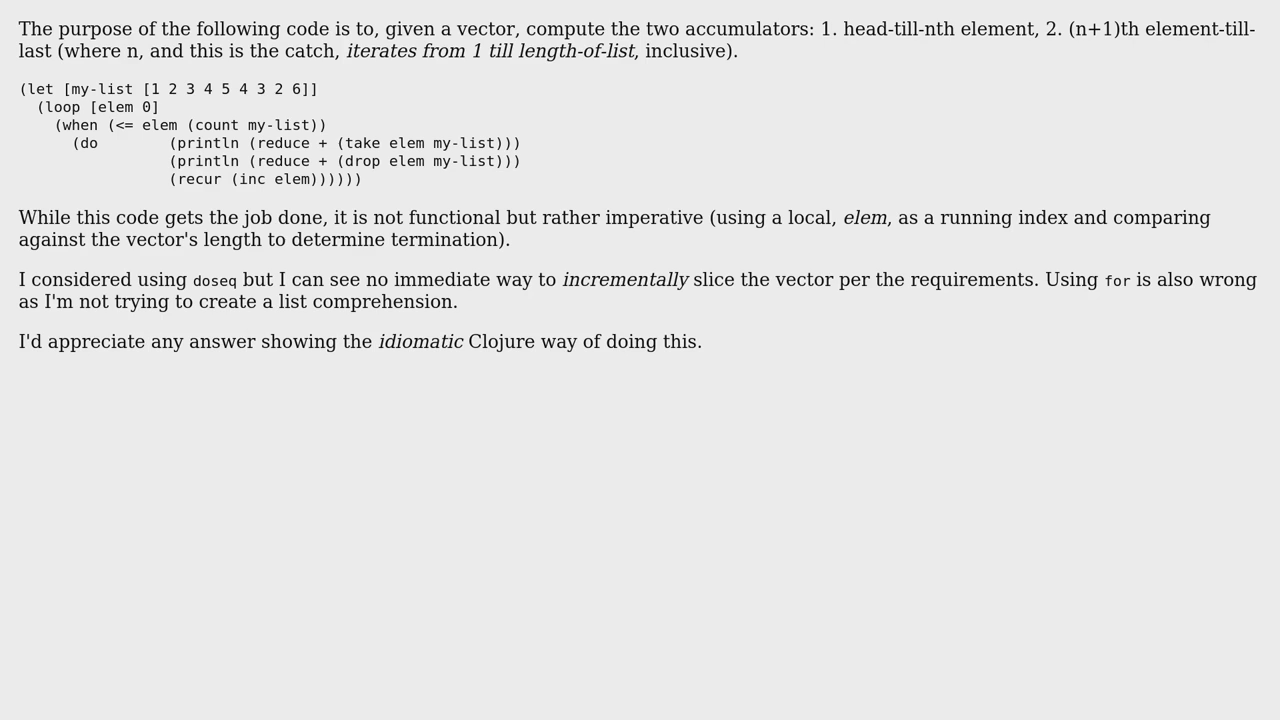 The purpose of the following code is to, given a vector, compute the two accumulators: 1. head-till-nth element, 2. (n+1)th element-till-
last (where n, and this is the catch, iterates from 1 till length-of-list, inclusive).
(let [my-list [1 2 3 4 5 4 3 2 6]]
  (loop [elem 0]
    (when (<= elem (count my-list))
      (do        (println (reduce + (take elem my-list)))
                 (println (reduce + (drop elem my-list)))
                 (recur (inc elem))))))
While this code gets the job done, it is not functional but rather imperative (using a local, elem, as a running index and comparing
against the vector's length to determine termination).
I considered using doseq but I can see no immediate way to incrementally slice the vector per the requirements. Using for is also wrong
as I'm not trying to create a list comprehension.
I'd appreciate any answer showing the idiomatic Clojure way of doing this.